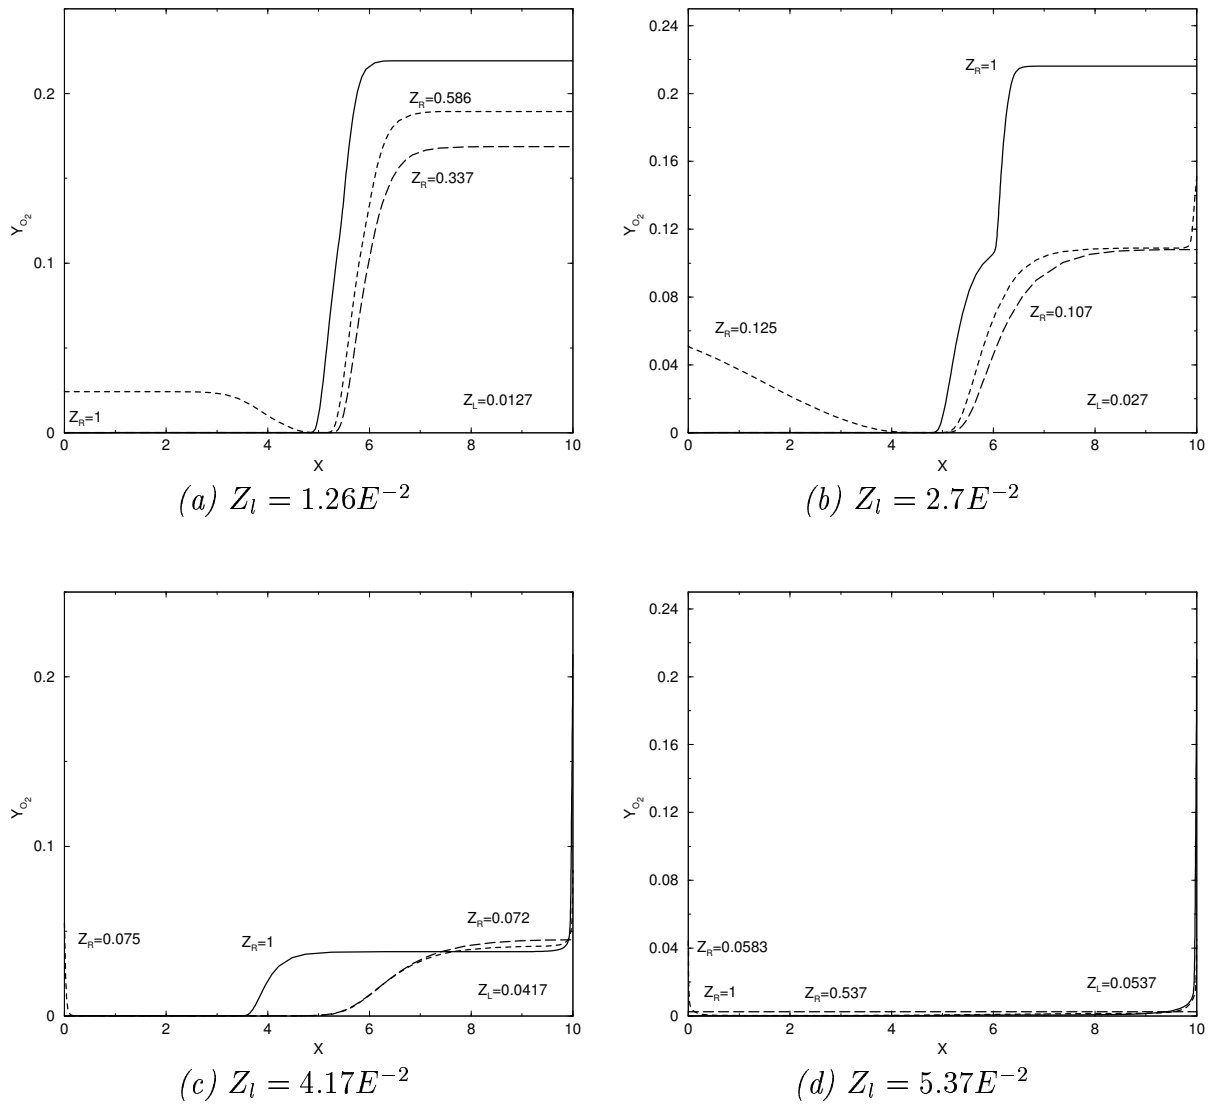 0.2
0.1
0
Y_O2
Z_R=0.586
Z_R=0.337
Z_R=1
Z_L=0.0127
0 2 4 6 8 10
X
(a) Z_l = 1.26E^−2
0.24
0.2
0.16
0.12
0.08
0.04
0
Y_O2
Z_R=1
Z_R=0.125
Z_R=0.107
Z_L=0.027
0 2 4 6 8 10
X
(b) Z_l = 2.7E^−2
0.2
0.1
0
Y_O2
Z_R=0.075
Z_R=1
Z_R=0.072
Z_L=0.0417
0 2 4 6 8 10
X
(c) Z_l = 4.17E^−2
0.24
0.2
0.16
0.12
0.08
0.04
0
Y_O2
Z_R=0.0583
Z_R=1
Z_R=0.537
Z_L=0.0537
0 2 4 6 8 10
X
(d) Z_l = 5.37E^−2